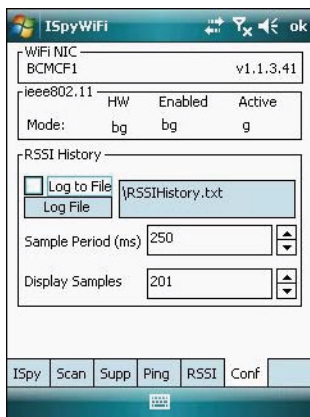 ISpyWiFi ok
WiFi NIC
BCMCF1 v1.1.3.41
ieee802.11
HW Enabled Active
Mode: bg bg g
RSSI History
Log to File
Log File \RSSIHistory.txt
Sample Period (ms) 250
Display Samples 201
ISpy Scan Supp Ping RSSI Conf